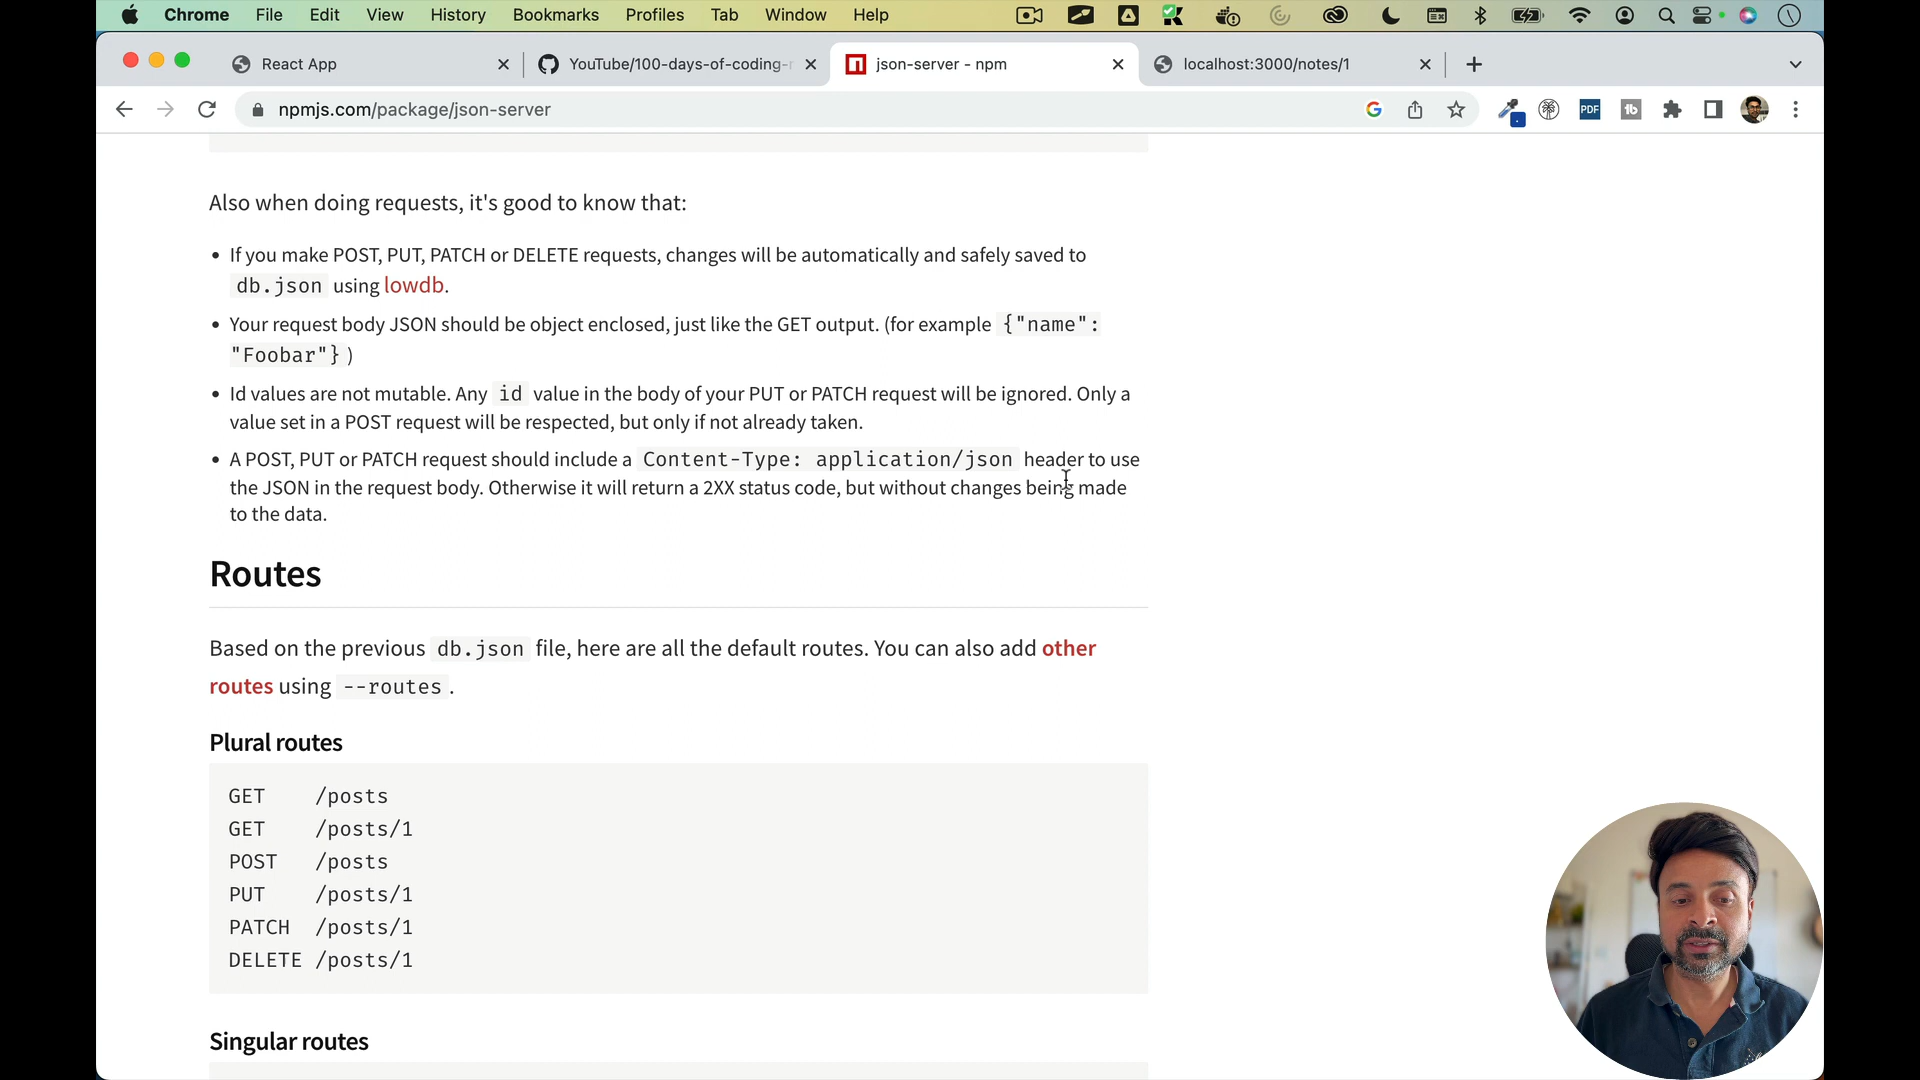 Chrome File Edit View History Bookmarks Profiles Tab Window Help
React App
YouTube/100-days-of-coding-
json-server - npm
localhost:3000/notes/1
npmjs.com/package/json-server
PDF
tb
Also when doing requests, it's good to know that:
• If you make POST, PUT, PATCH or DELETE requests, changes will be automatically and safely saved to
db.json using lowdb.
• Your request body JSON should be object enclosed, just like the GET output. (for example {"name":
"Foobar"} )
• Id values are not mutable. Any id value in the body of your PUT or PATCH request will be ignored. Only a
value set in a POST request will be respected, but only if not already taken.
• A POST, PUT or PATCH request should include a Content-Type: application/json header to use
the JSON in the request body. Otherwise it will return a 2XX status code, but without changes being made
to the data.
Routes
Based on the previous db.json file, here are all the default routes. You can also add other
routes using --routes .
Plural routes
GET /posts
GET /posts/1
POST /posts
PUT /posts/1
PATCH /posts/1
DELETE /posts/1
Singular routes